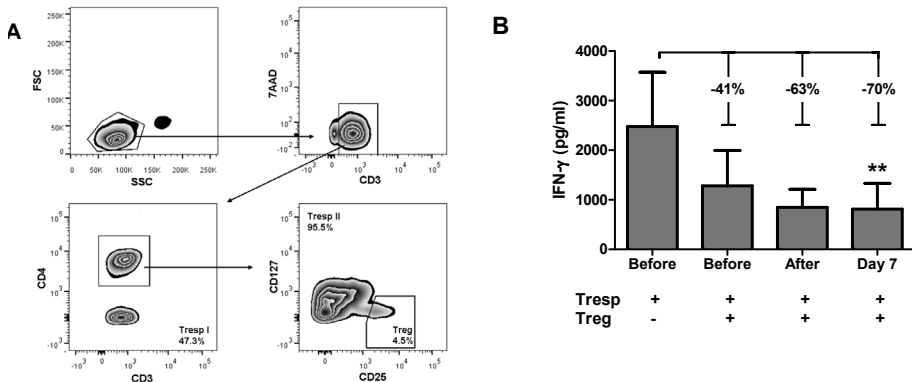 A
FSC
250K
200K
150K
100K
50K
0
0 50K 100K 150K 200K 250K
SSC
7AAD
10^5
10^4
10^3
10^2
0
-10^2
-10^3 0 10^3 10^4 10^5
CD3
CD4
10^5
10^4
10^3
0
-10^3
Tresp I
47.3%
-10^3 0 10^3 10^4 10^5
CD3
Tresp II
95.5%
CD127
10^5
10^4
10^3
0
-10^3
Treg
4.5%
0 10^3 10^4 10^5
CD25
B
IFN-γ (pg/ml)
4000
3000
2000
1000
0
-41% -63% -70%
**
Before Before After Day 7
Tresp + + + +
Treg - + + +